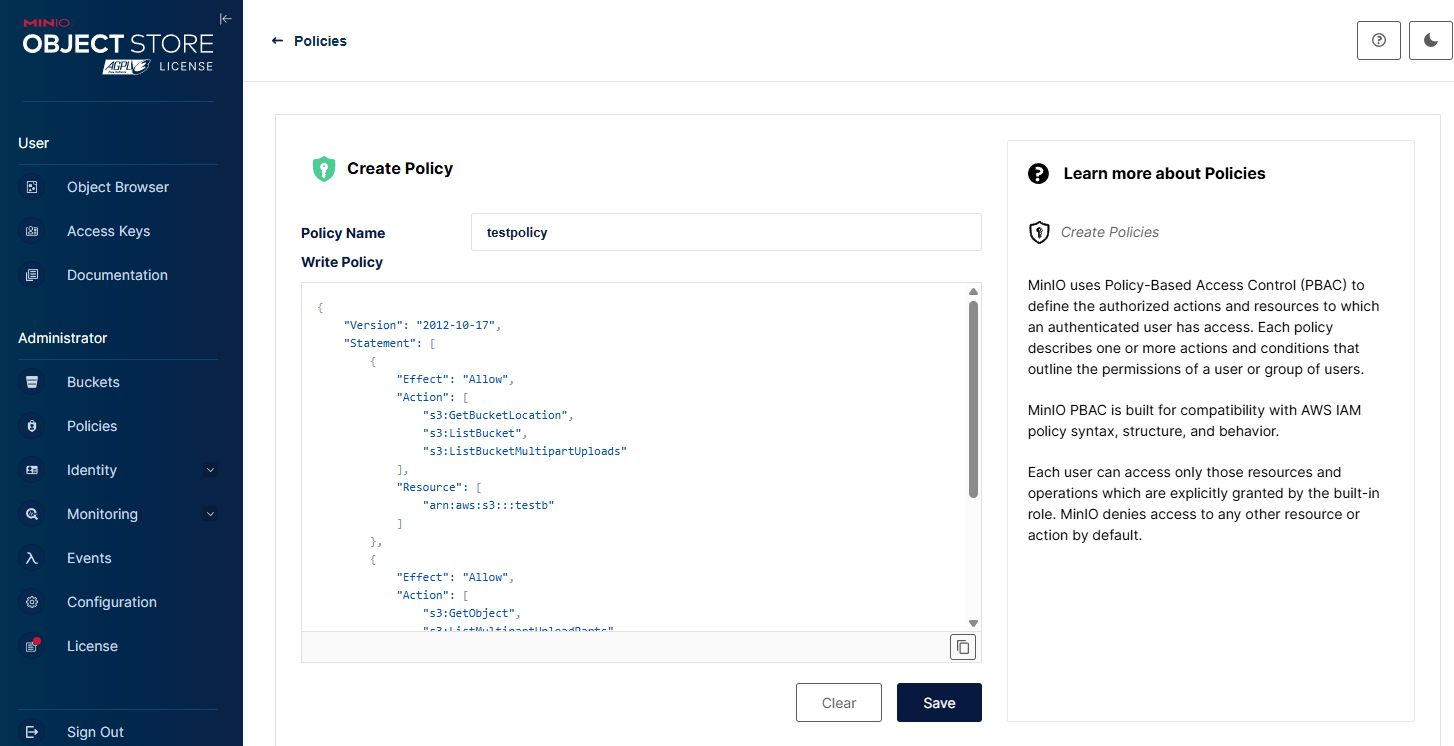 MINIO
OBJECT STORE
AGPLv3 LICENSE
User
Object Browser
Access Keys
Documentation
Administrator
Buckets
Policies
Identity
Monitoring
Events
Configuration
License
Sign Out
← Policies
Create Policy
Policy Name
testpolicy
Write Policy
{
    "Version": "2012-10-17",
    "Statement": [
        {
            "Effect": "Allow",
            "Action": [
                "s3:GetBucketLocation",
                "s3:ListBucket",
                "s3:ListBucketMultipartUploads"
            ],
            "Resource": [
                "arn:aws:s3:::testb"
            ]
        },
        {
            "Effect": "Allow",
            "Action": [
                "s3:GetObject",
                "s3:ListMultipartUploadParts"
Clear
Save
Learn more about Policies
Create Policies
MinIO uses Policy-Based Access Control (PBAC) to
define the authorized actions and resources to which
an authenticated user has access. Each policy
describes one or more actions and conditions that
outline the permissions of a user or group of users.
MinIO PBAC is built for compatibility with AWS IAM
policy syntax, structure, and behavior.
Each user can access only those resources and
operations which are explicitly granted by the built-in
role. MinIO denies access to any other resource or
action by default.